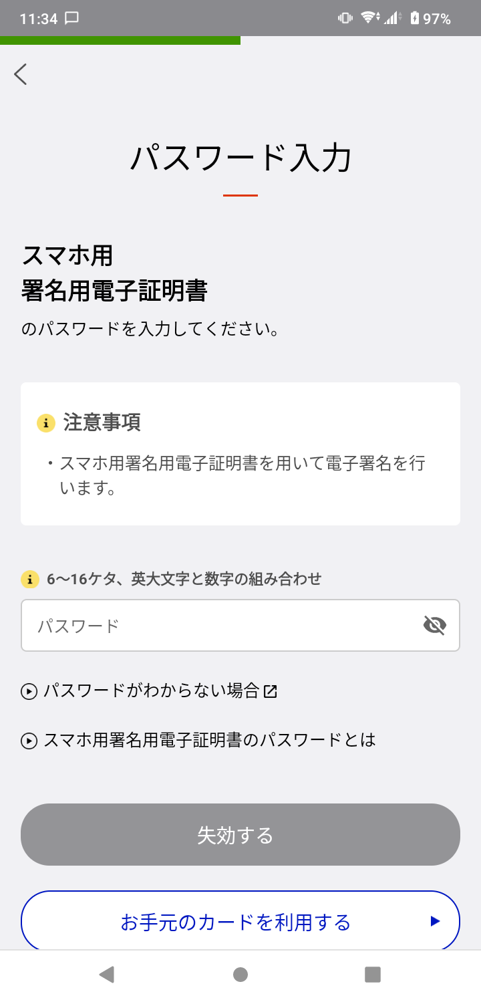 11:34
97%
パスワード入力
スマホ用
署名用電子証明書
のパスワードを入力してください。
注意事項
・スマホ用署名用電子証明書を用いて電子署名を行
います。
6〜16ケタ、英大文字と数字の組み合わせ
パスワード
パスワードがわからない場合
スマホ用署名用電子証明書のパスワードとは
失効する
お手元のカードを利用する